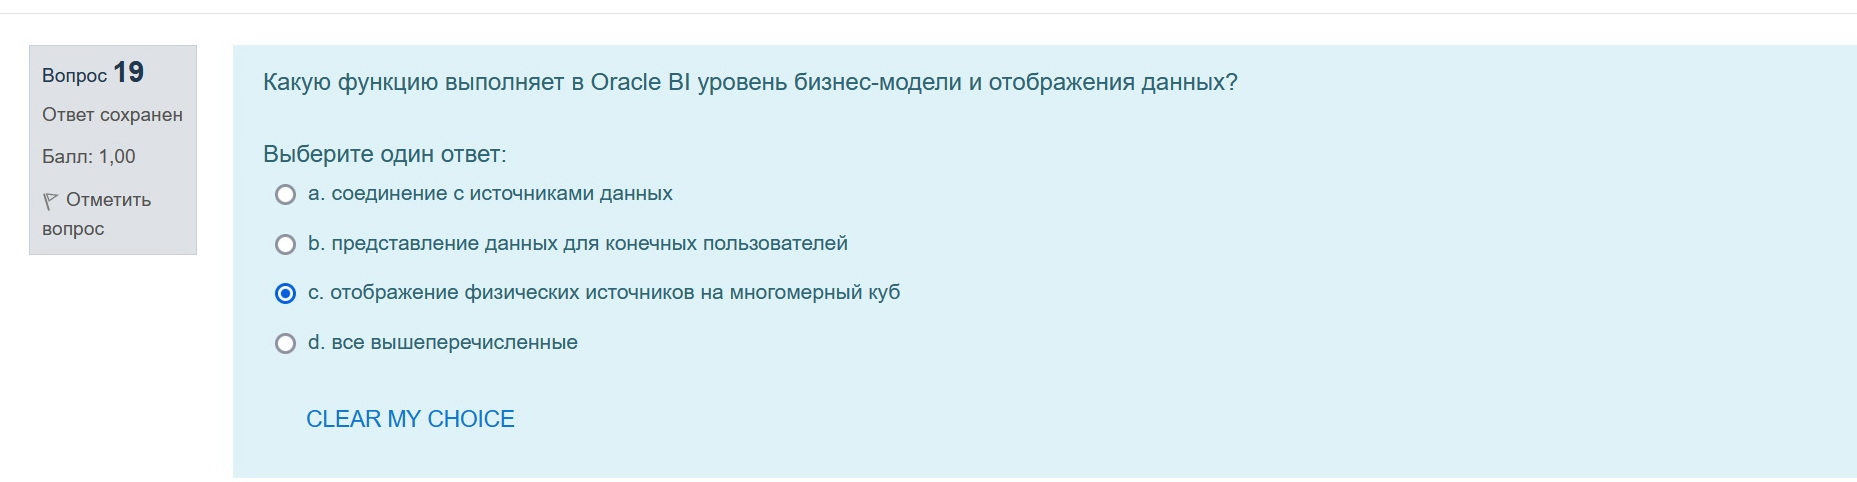 Вопрос 19
Ответ сохранен
Балл: 1,00
Отметить
вопрос
Какую функцию выполняет в Oracle BI уровень бизнес-модели и отображения данных?
Выберите один ответ:
a. соединение с источниками данных
b. представление данных для конечных пользователей
c. отображение физических источников на многомерный куб
d. все вышеперечисленные
CLEAR MY CHOICE